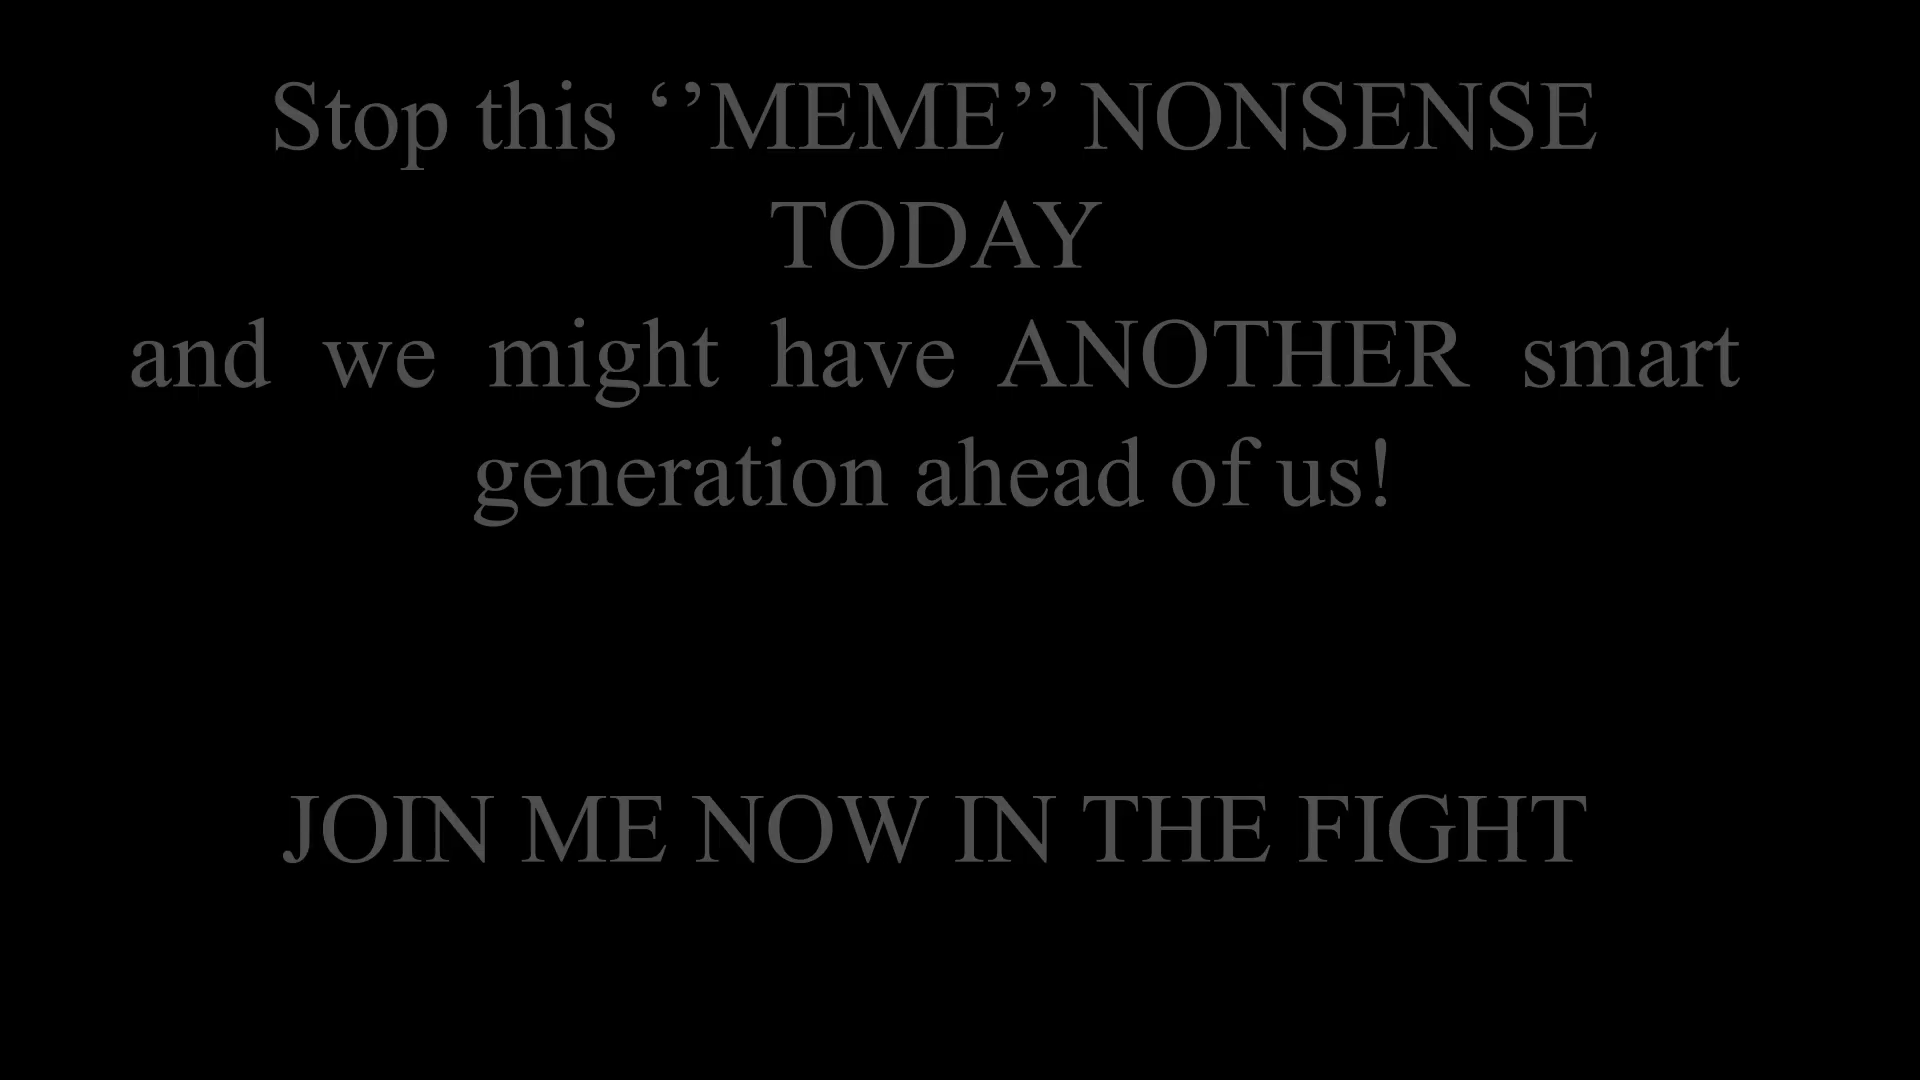 Stop this ‘’MEME’’ NONSENSE
TODAY
and we might have ANOTHER smart
generation ahead of us!
JOIN ME NOW IN THE FIGHT